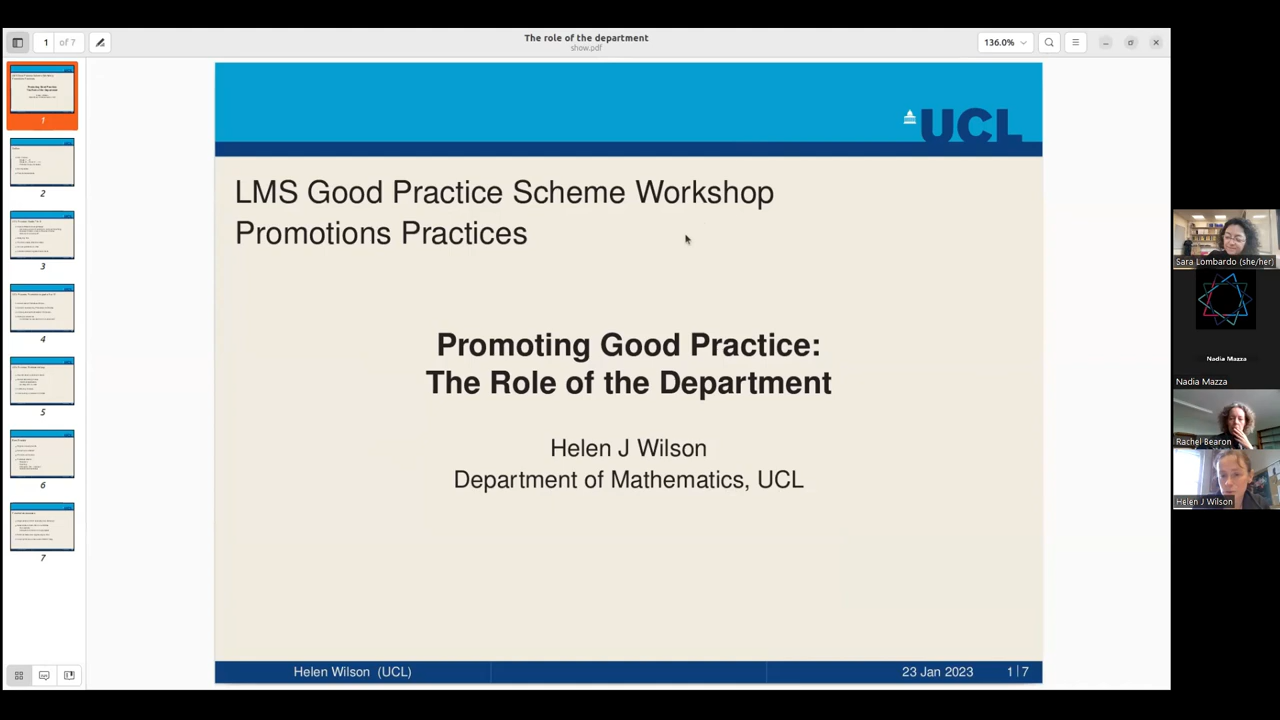 The role of the department
show.pdf
1 of 7
136.0%
UCL
LMS Good Practice Scheme Workshop
Promotions Practices
Promoting Good Practice:
The Role of the Department
Helen J Wilson
Department of Mathematics, UCL
Helen Wilson (UCL)
23 Jan 2023
1 | 7
1
2
3
4
5
6
7
Sara Lombardo (she/her)
Nadia Mazza
Nadia Mazza
Rachel Bearon
Helen J Wilson